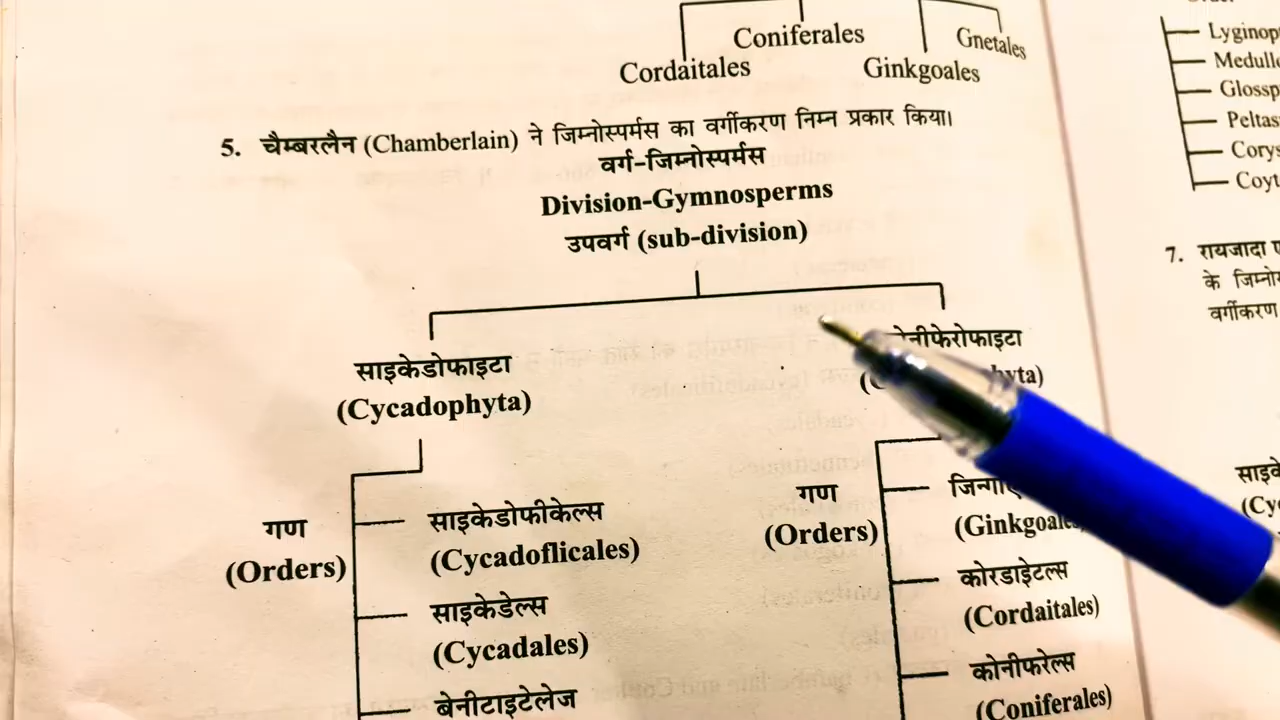 Coniferales
Gnetales
Cordaitales
Ginkgoales
5. चैम्बरलैन (Chamberlain) ने जिम्नोस्पर्मस का वर्गीकरण निम्न प्रकार किया।
वर्ग-जिम्नोस्पर्मस
Division-Gymnosperms
उपवर्ग (sub-division)
साइकेडोफाइटा
(Cycadophyta)
गण
(Orders)
साइकेडोफीकेल्स
(Cycadoflicales)
साइकेडेल्स
(Cycadales)
बेनीटाइटेलेज
गण
(Orders)
(Ginkgoales)
कोरडाइेटल्स
(Cordaitales)
कोनीफरेल्स
(Coniferales)
7. रायजादा
के
वर्गीकरण